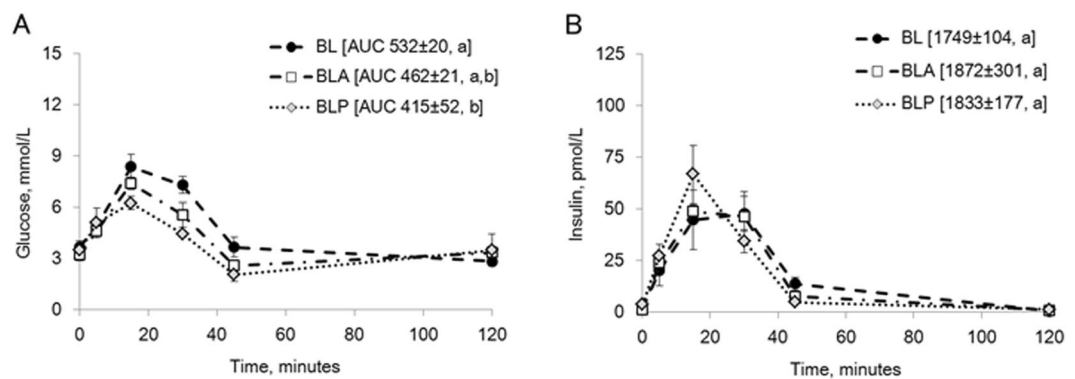 A
BL [AUC 532±20, a]
BLA [AUC 462±21, a,b]
BLP [AUC 415±52, b]
15
12
9
6
3
0
Glucose, mmol/L
0 20 40 60 80 100 120
Time, minutes
B
BL [1749±104, a]
BLA [1872±301, a]
BLP [1833±177, a]
125
100
75
50
25
0
Insulin, pmol/L
0 20 40 60 80 100 120
Time, minutes